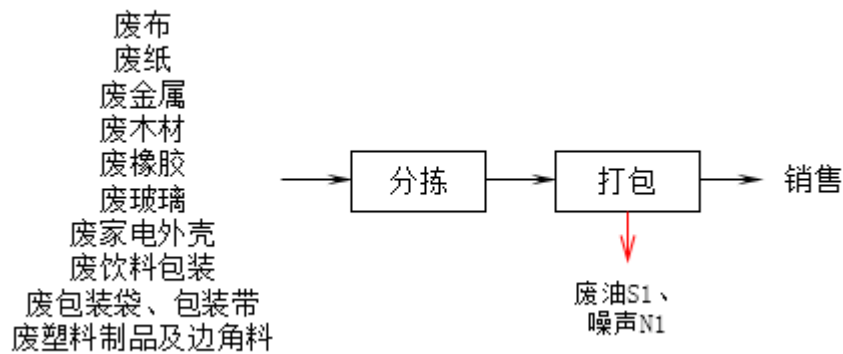 废布
废纸
废金属
废木材
废橡胶
废玻璃
废家电外壳
废饮料包装
废包装袋、包装带
废塑料制品及边角料
分拣
打包
销售
废油S1、
噪声N1